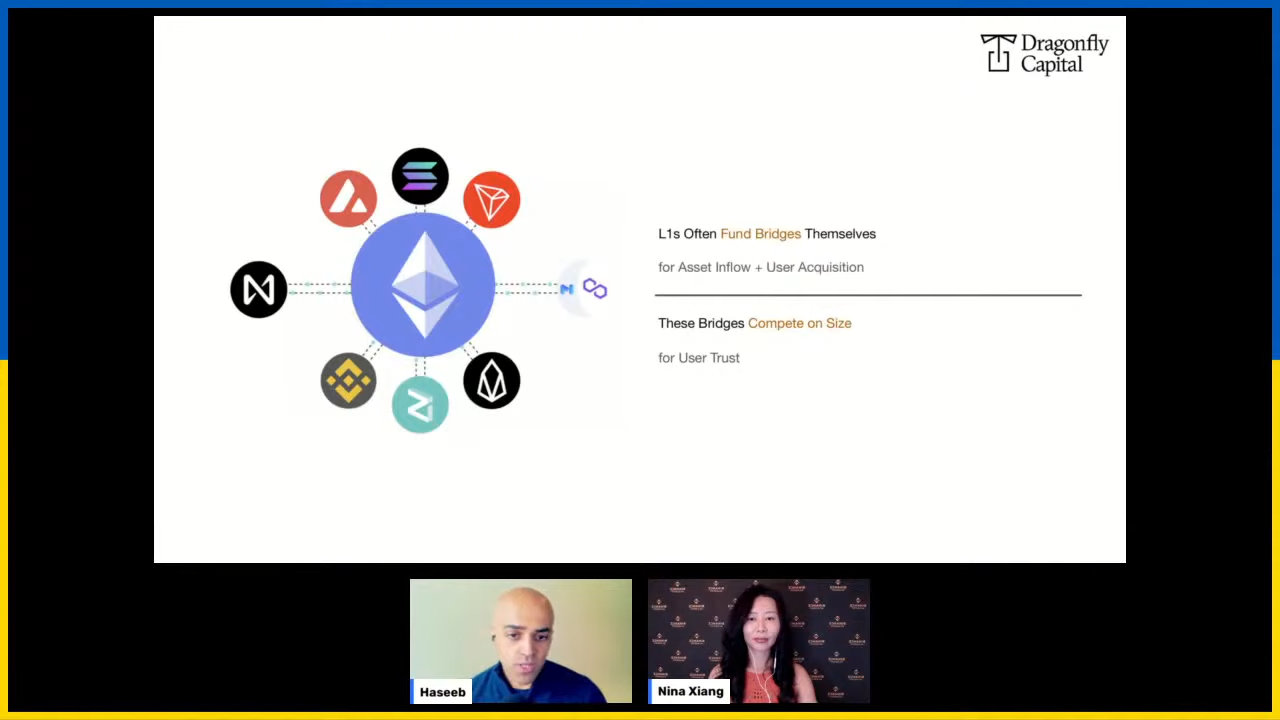 Dragonfly
Capital
L1s Often Fund Bridges Themselves
for Asset Inflow + User Acquisition
These Bridges Compete on Size
for User Trust
Haseeb
Nina Xiang